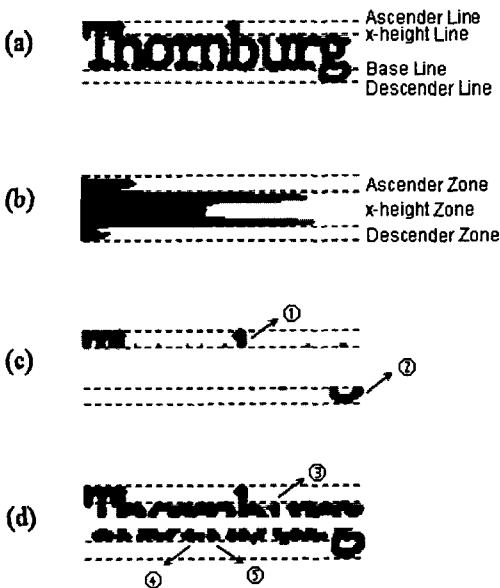 (a) Thornburg Ascender Line
x-height Line
Base Line
Descender Line
(b) Ascender Zone
x-height Zone
Descender Zone
(c) ①
②
(d) ③
④ ⑤